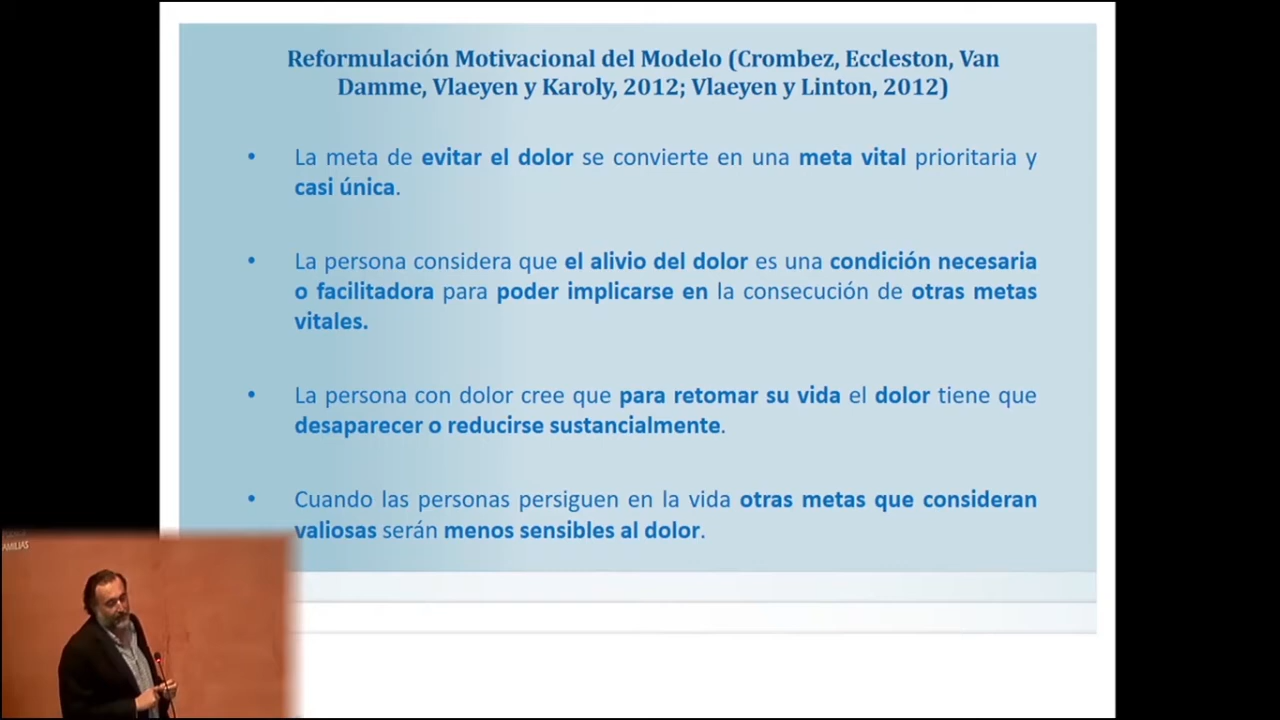 Reformulación Motivacional del Modelo (Crombez, Eccleston, Van
Damme, Vlaeyen y Karoly, 2012; Vlaeyen y Linton, 2012)
• La meta de evitar el dolor se convierte en una meta vital prioritaria y
casi única.
• La persona considera que el alivio del dolor es una condición necesaria
o facilitadora para poder implicarse en la consecución de otras metas
vitales.
• La persona con dolor cree que para retomar su vida el dolor tiene que
desaparecer o reducirse sustancialmente.
• Cuando las personas persiguen en la vida otras metas que consideran
valiosas serán menos sensibles al dolor.